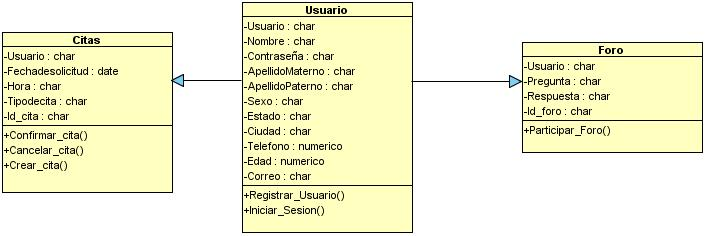 Citas
-Usuario : char
-Fechadesolicitud : date
-Hora : char
-Tipodecita : char
-Id_cita : char
+Confirmar_cita()
+Cancelar_cita()
+Crear_cita()
Usuario
-Usuario : char
-Nombre : char
-Contraseña : char
-ApellidoMaterno : char
-ApellidoPaterno : char
-Sexo : char
-Estado : char
-Ciudad : char
-Telefono : numerico
-Edad : numerico
-Correo : char
+Registrar_Usuario()
+Iniciar_Sesion()
Foro
-Usuario : char
-Pregunta : char
-Respuesta : char
-Id_foro : char
+Participar_Foro()